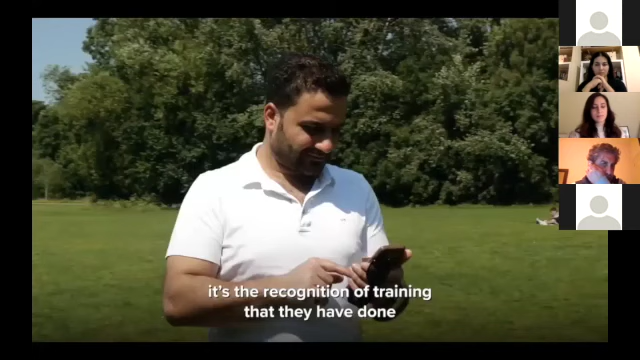 it's the recognition of training
that they have done